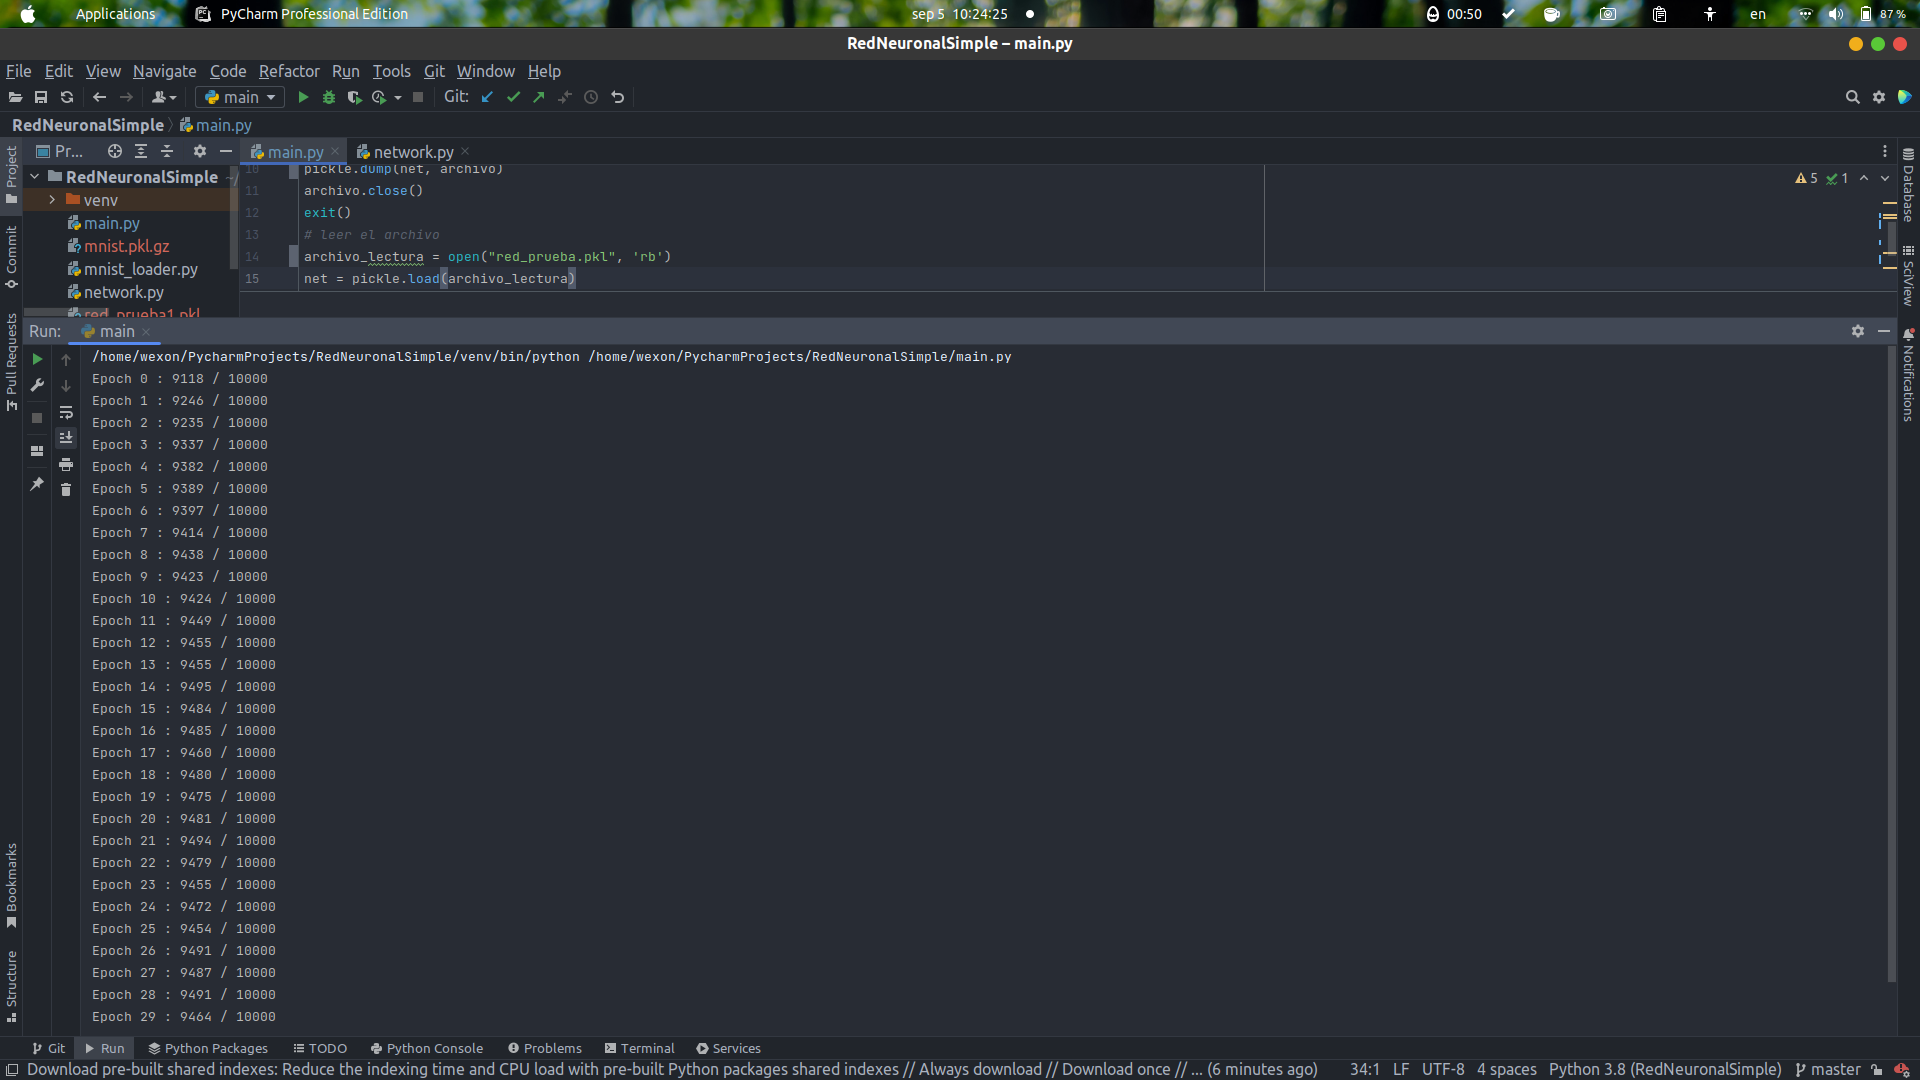 Applications PyCharm Professional Edition sep 5 10:24:25 00:50 en 87 %
RedNeuronalSimple – main.py
File Edit View Navigate Code Refactor Run Tools Git Window Help
main Git:
RedNeuronalSimple main.py
Project
Commit
Pull Requests
Bookmarks
Structure
Pr...
RedNeuronalSimple ~/
venv
main.py
mnist.pkl.gz
mnist_loader.py
network.py
red_prueba1.pkl
main.py network.py
10 pickle.dump(net, archivo)
11 archivo.close()
12 exit()
13 # leer el archivo
14 archivo_lectura = open("red_prueba.pkl", 'rb')
15 net = pickle.load(archivo_lectura)
5 1
Database
SciView
Notifications
Run: main
/home/wexon/PycharmProjects/RedNeuronalSimple/venv/bin/python /home/wexon/PycharmProjects/RedNeuronalSimple/main.py
Epoch 0 : 9118 / 10000
Epoch 1 : 9246 / 10000
Epoch 2 : 9235 / 10000
Epoch 3 : 9337 / 10000
Epoch 4 : 9382 / 10000
Epoch 5 : 9389 / 10000
Epoch 6 : 9397 / 10000
Epoch 7 : 9414 / 10000
Epoch 8 : 9438 / 10000
Epoch 9 : 9423 / 10000
Epoch 10 : 9424 / 10000
Epoch 11 : 9449 / 10000
Epoch 12 : 9455 / 10000
Epoch 13 : 9455 / 10000
Epoch 14 : 9495 / 10000
Epoch 15 : 9484 / 10000
Epoch 16 : 9485 / 10000
Epoch 17 : 9460 / 10000
Epoch 18 : 9480 / 10000
Epoch 19 : 9475 / 10000
Epoch 20 : 9481 / 10000
Epoch 21 : 9494 / 10000
Epoch 22 : 9479 / 10000
Epoch 23 : 9455 / 10000
Epoch 24 : 9472 / 10000
Epoch 25 : 9454 / 10000
Epoch 26 : 9491 / 10000
Epoch 27 : 9487 / 10000
Epoch 28 : 9491 / 10000
Epoch 29 : 9464 / 10000
Git Run Python Packages TODO Python Console Problems Terminal Services
Download pre-built shared indexes: Reduce the indexing time and CPU load with pre-built Python packages shared indexes // Always download // Download once // ... (6 minutes ago) 34:1 LF UTF-8 4 spaces Python 3.8 (RedNeuronalSimple) master